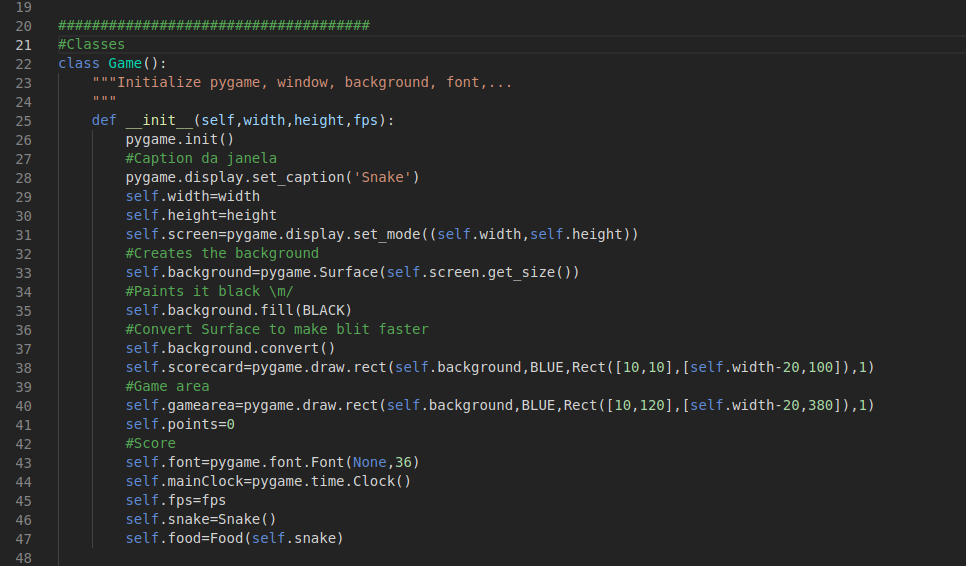 19
20 #####################################
21 #Classes
22 class Game():
23     """Initialize pygame, window, background, font,...
24     """
25     def __init__(self,width,height,fps):
26         pygame.init()
27         #Caption da janela
28         pygame.display.set_caption('Snake')
29         self.width=width
30         self.height=height
31         self.screen=pygame.display.set_mode((self.width,self.height))
32         #Creates the background
33         self.background=pygame.Surface(self.screen.get_size())
34         #Paints it black \m/
35         self.background.fill(BLACK)
36         #Convert Surface to make blit faster
37         self.background.convert()
38         self.scorecard=pygame.draw.rect(self.background,BLUE,Rect([10,10],[self.width-20,100]),1)
39         #Game area
40         self.gamearea=pygame.draw.rect(self.background,BLUE,Rect([10,120],[self.width-20,380]),1)
41         self.points=0
42         #Score
43         self.font=pygame.font.Font(None,36)
44         self.mainClock=pygame.time.Clock()
45         self.fps=fps
46         self.snake=Snake()
47         self.food=Food(self.snake)
48